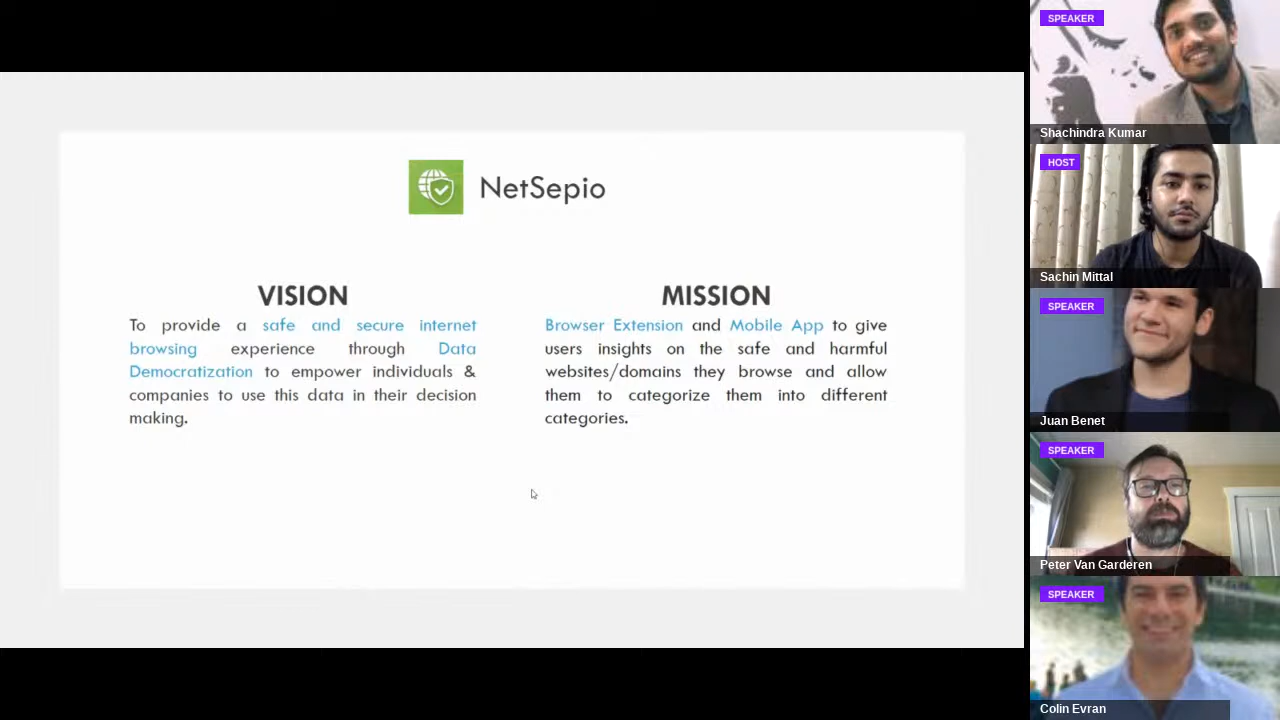 NetSepio
VISION
To provide a safe and secure internet
browsing experience through Data
Democratization to empower individuals &
companies to use this data in their decision
making.
MISSION
Browser Extension and Mobile App to give
users insights on the safe and harmful
websites/domains they browse and allow
them to categorize them into different
categories.
SPEAKER
Shachindra Kumar
HOST
Sachin Mittal
SPEAKER
Juan Benet
SPEAKER
Peter Van Garderen
SPEAKER
Colin Evran